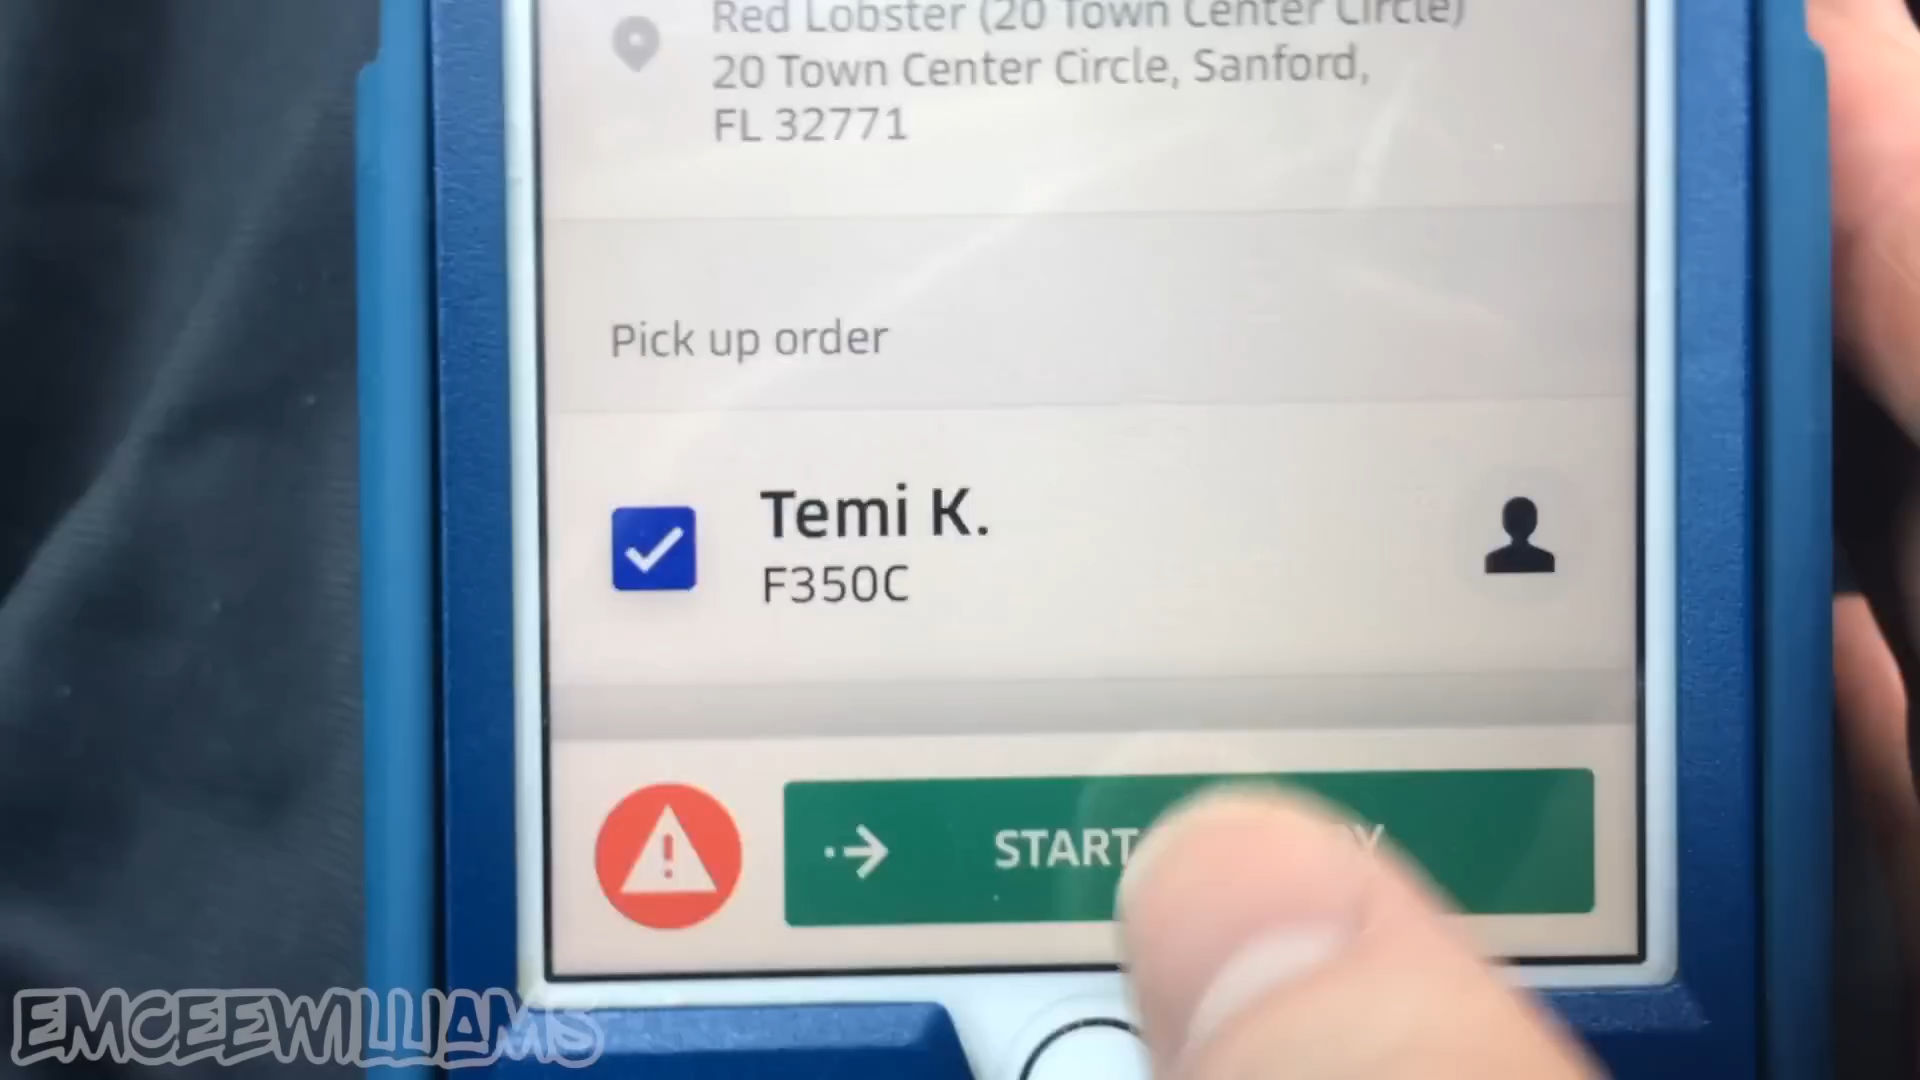 Red Lobster (20 Town Center Circle)
20 Town Center Circle, Sanford,
FL 32771
Pick up order
Temi K.
F350C
START
EMCEEWILLIAMS